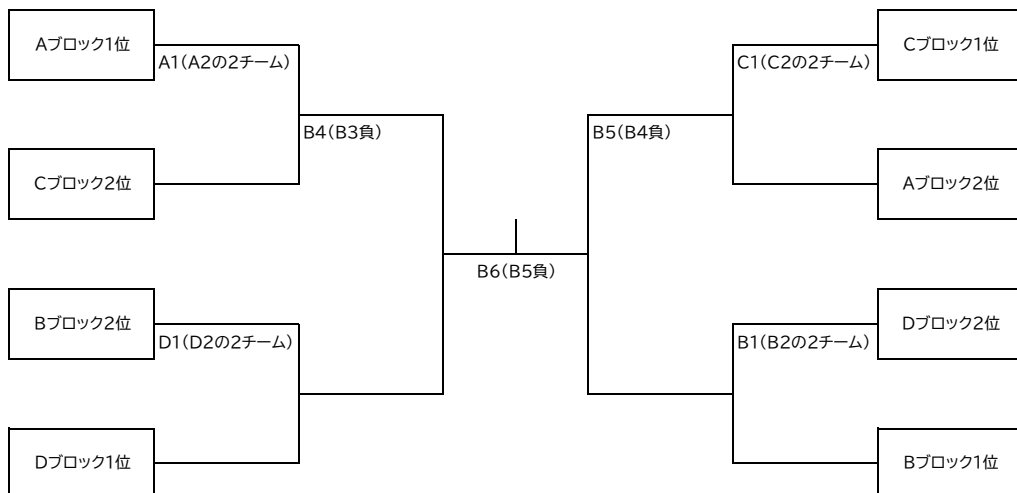 Aブロック1位
Cブロック1位
A1(A2の2チーム)
C1(C2の2チーム)
B4(B3負)
B5(B4負)
Cブロック2位
Aブロック2位
B6(B5負)
Bブロック2位
Dブロック2位
D1(D2の2チーム)
B1(B2の2チーム)
Dブロック1位
Bブロック1位